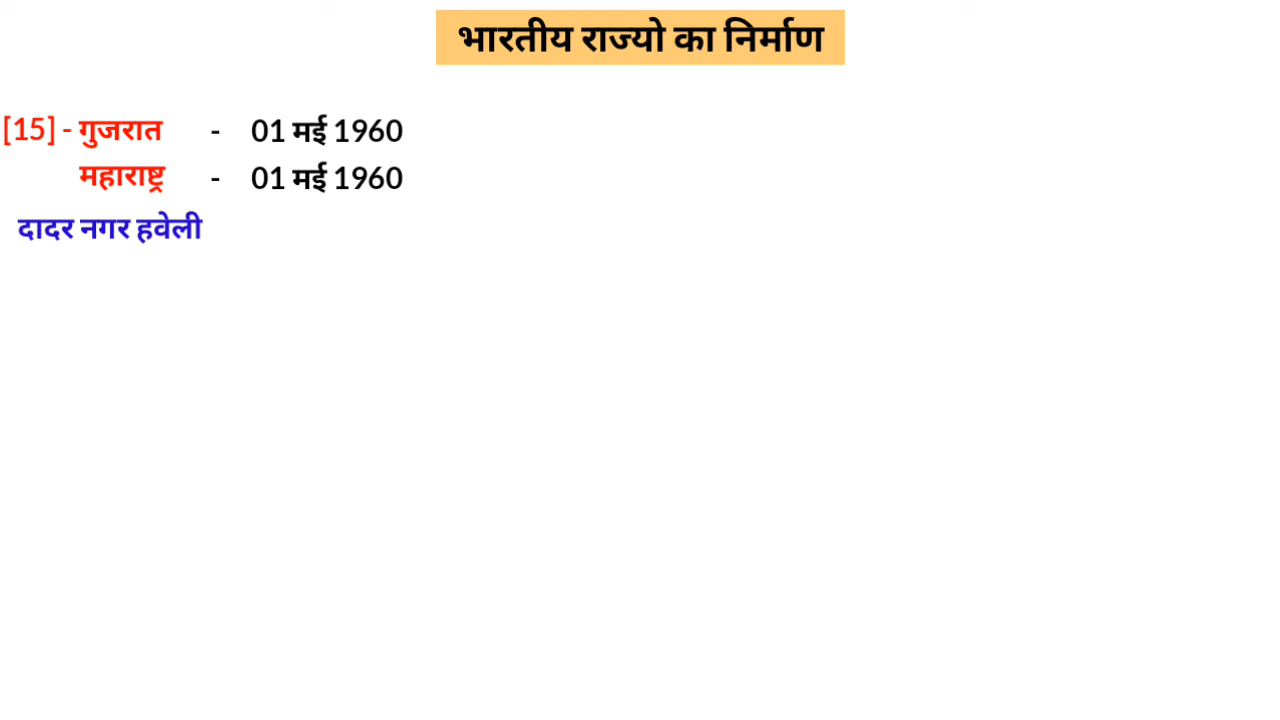 भारतीय राज्यो का निर्माण
[15] - गुजरात - 01 मई 1960
महाराष्ट्र - 01 मई 1960
दादर नगर हवेली